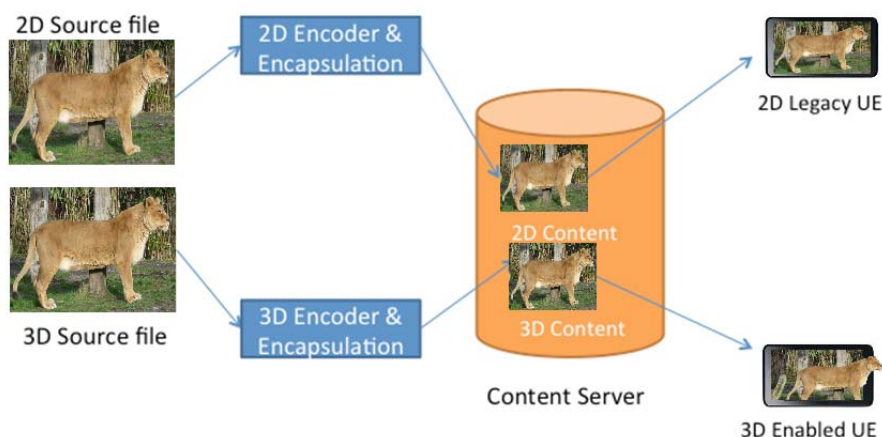 2D Source file
2D Encoder &
Encapsulation
2D Legacy UE
2D Content
3D Source file
3D Encoder &
Encapsulation
3D Content
Content Server
3D Enabled UE